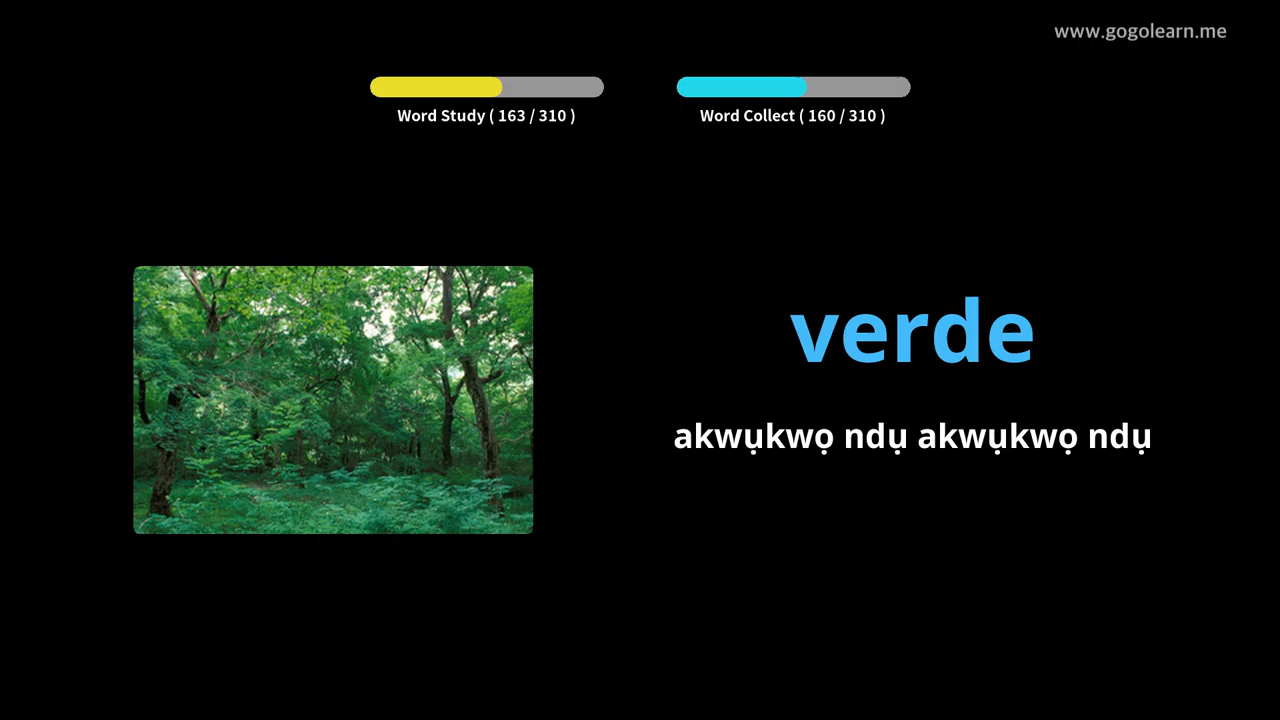 www.gogolearn.me
Word Study ( 163 / 310 )
Word Collect ( 160 / 310 )
verde
akwụkwọ ndụ akwụkwọ ndụ